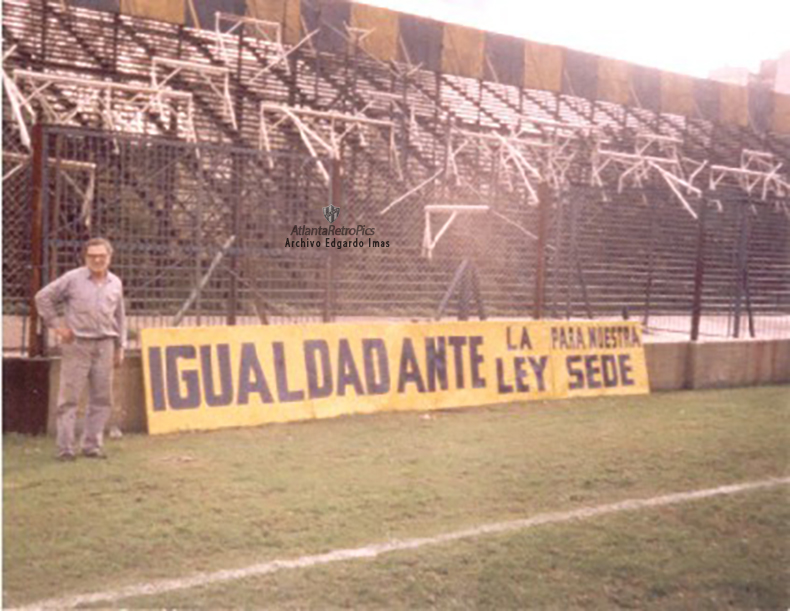 AtlantaRetroPics
Archivo Edgardo Imas
IGUALDAD ANTE LA LEY PARA NUESTRA SEDE